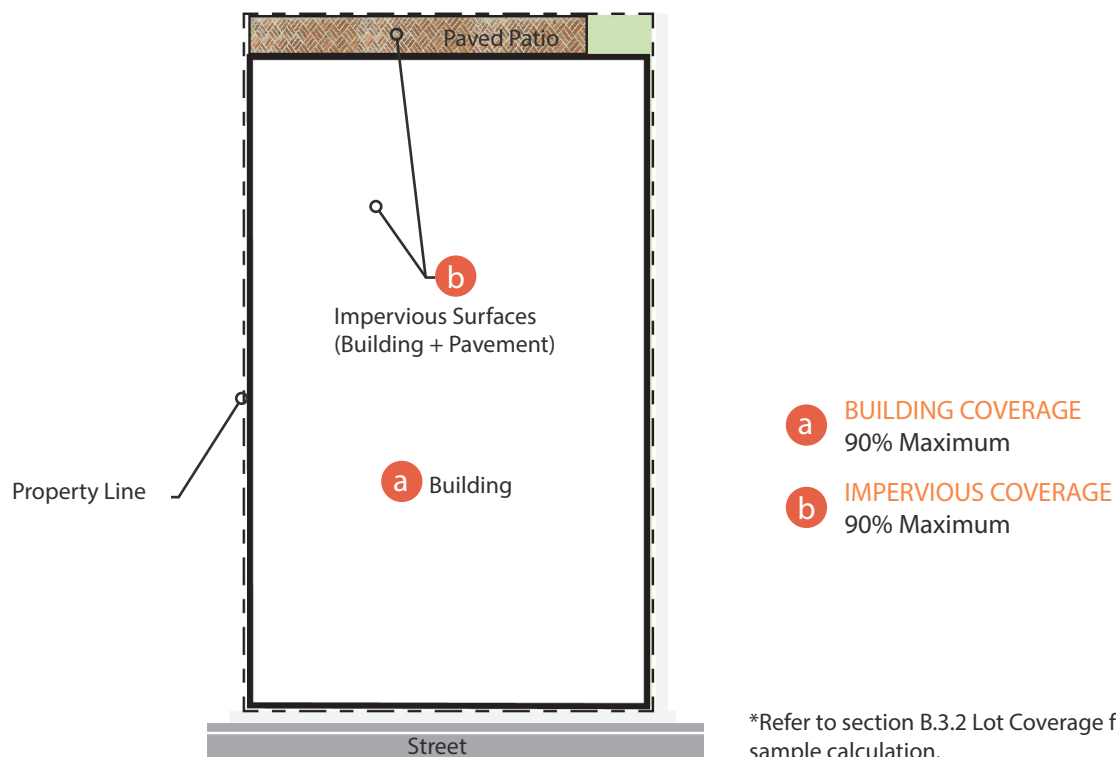 Paved Patio
b
Impervious Surfaces
(Building + Pavement)
a BUILDING COVERAGE
90% Maximum
b IMPERVIOUS COVERAGE
90% Maximum
Property Line
a Building
*Refer to section B.3.2 Lot Coverage
sample calculation.
Street